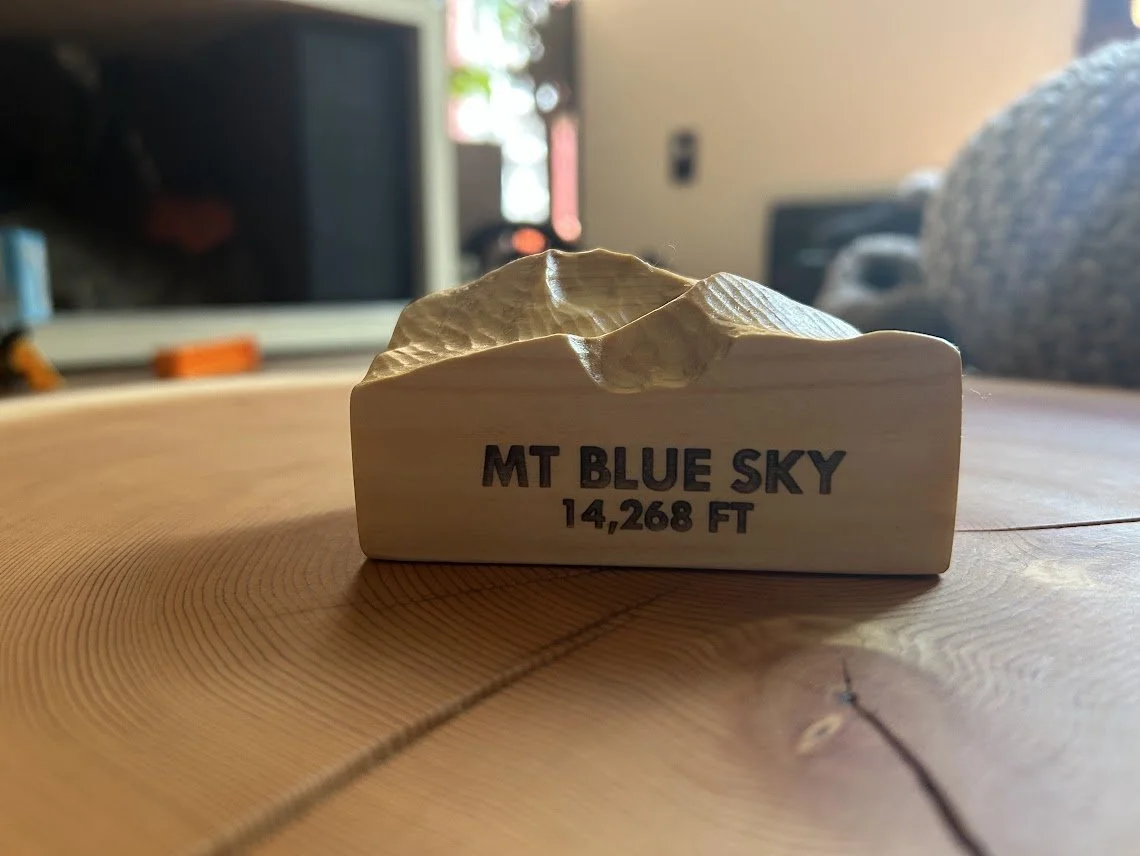 MT BLUE SKY
14,268 FT